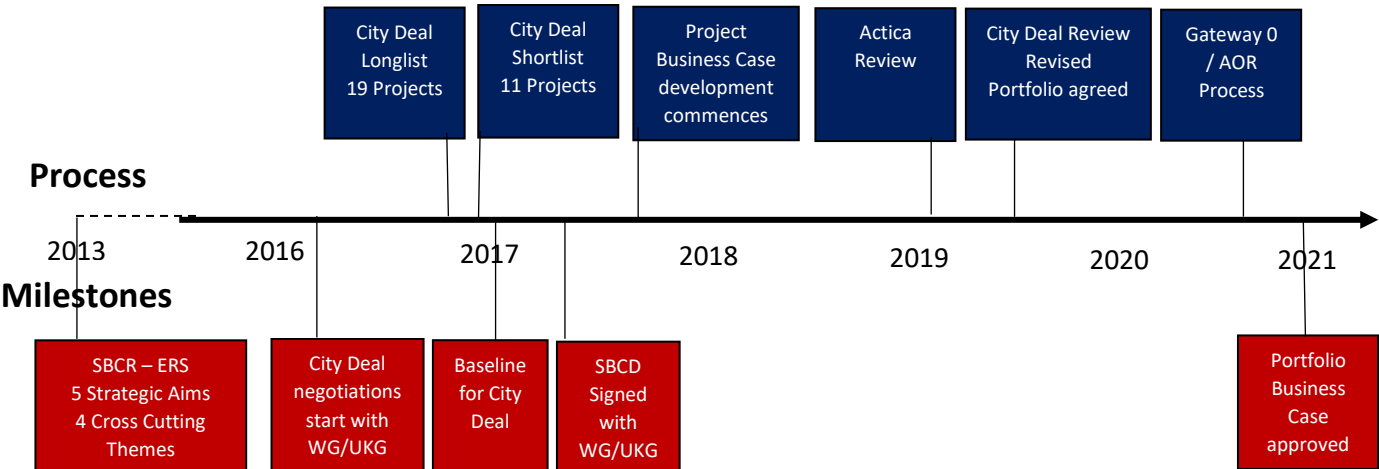 City Deal
Longlist
19 Projects
City Deal
Shortlist
11 Projects
Project
Business Case
development
commences
Actica
Review
City Deal Review
Revised
Portfolio agreed
Gateway 0
/ AOR
Process
Process
2013
2016
2017
2018
2019
2020
2021
Milestones
SBCR – ERS
5 Strategic Aims
4 Cross Cutting
Themes
City Deal
negotiations
start with
WG/UKG
Baseline
for City
Deal
SBCD
Signed
with
WG/UKG
Portfolio
Business
Case
approved